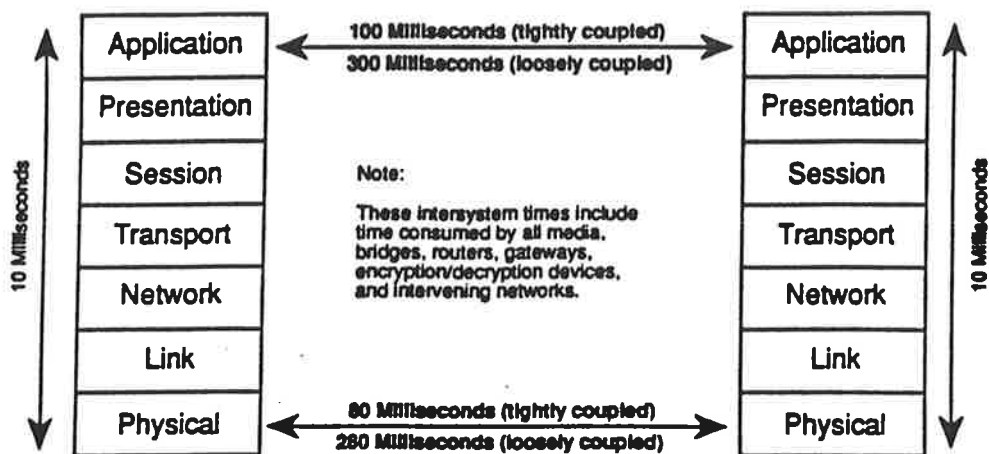 100 Milliseconds (tightly coupled)
300 Milliseconds (loosely coupled)
Application
Presentation
Session
Transport
Network
Link
Physical
10 Milliseconds
Note:
These intersystem times include
time consumed by all media,
bridges, routers, gateways,
encryption/decryption devices,
and intervening networks.
Application
Presentation
Session
Transport
Network
Link
Physical
10 Milliseconds
80 Milliseconds (tightly coupled)
280 Milliseconds (loosely coupled)